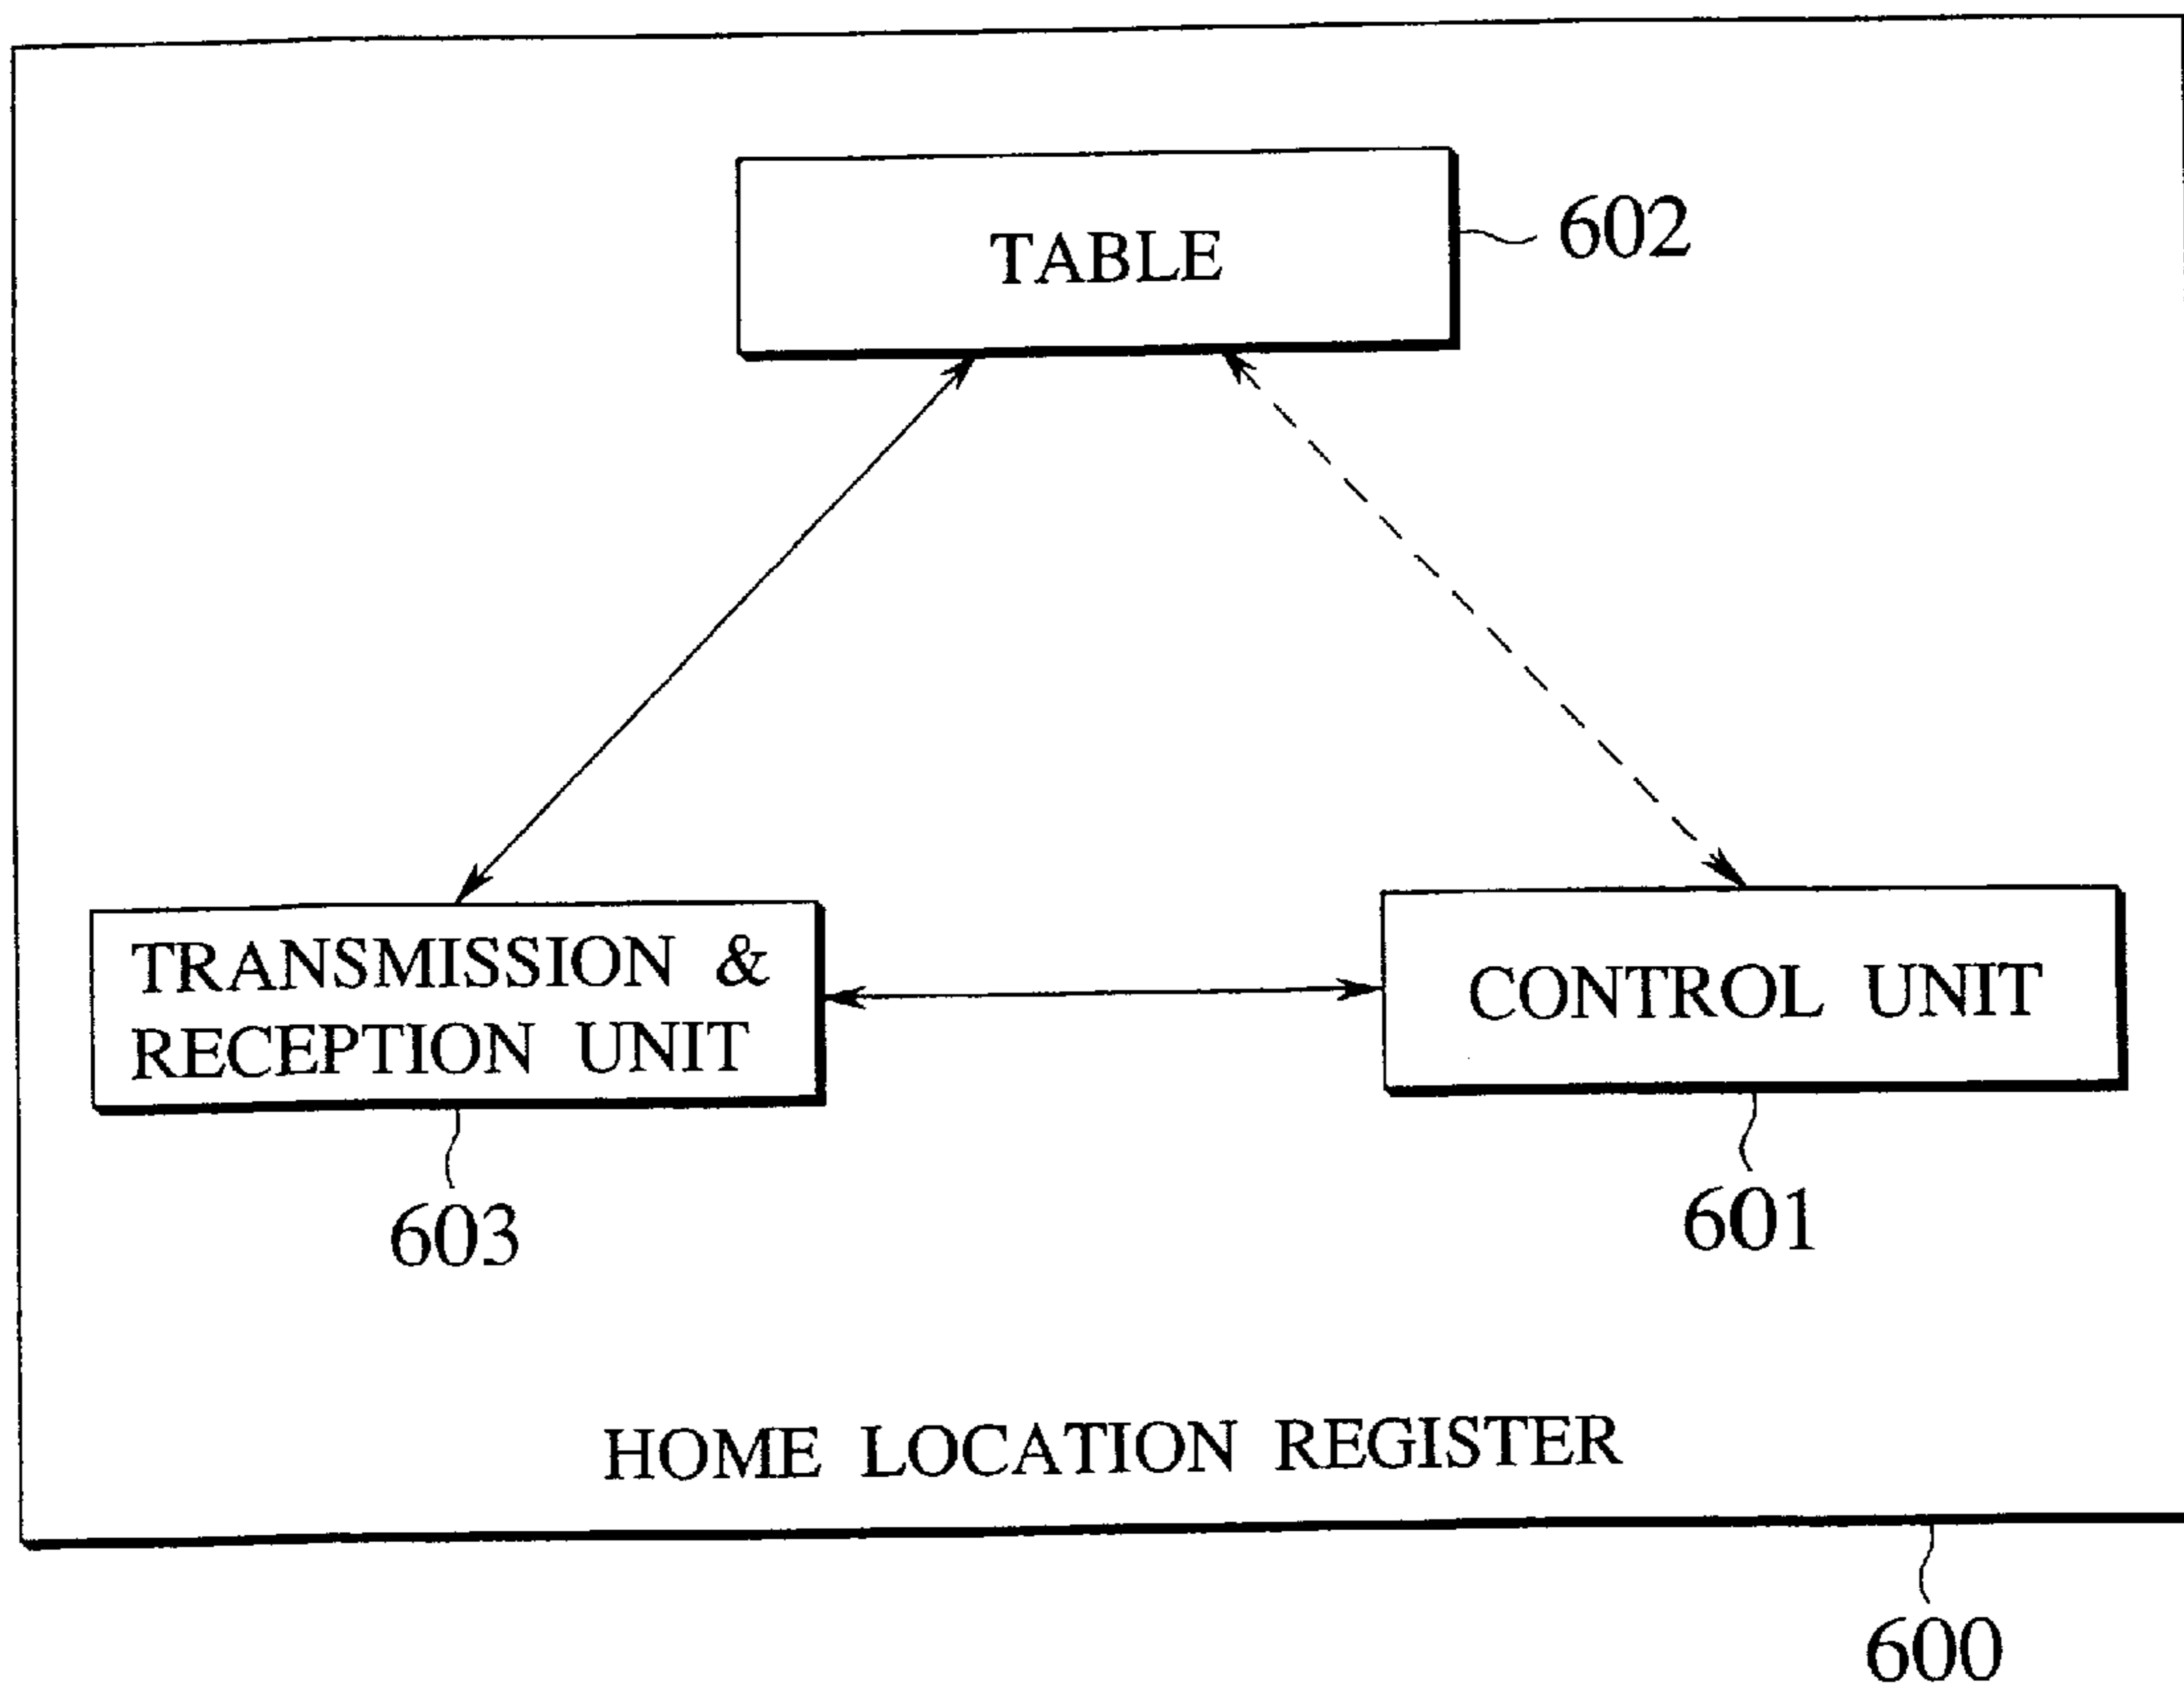 TABLE
602
TRANSMISSION &
RECEPTION UNIT
CONTROL UNIT
603
601
HOME LOCATION REGISTER
600